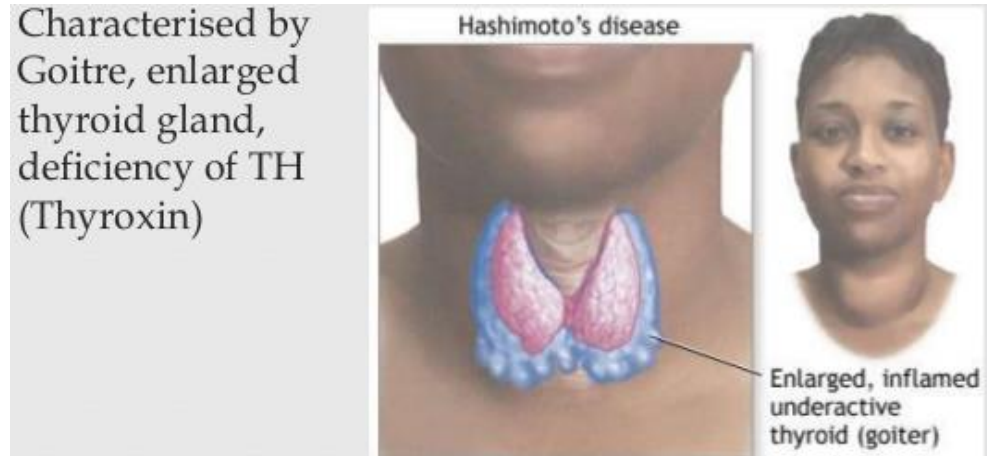 Characterised by
Goitre, enlarged
thyroid gland,
deficiency of TH
(Thyroxin)
Hashimoto's disease
Enlarged, inflamed
underactive
thyroid (goiter)